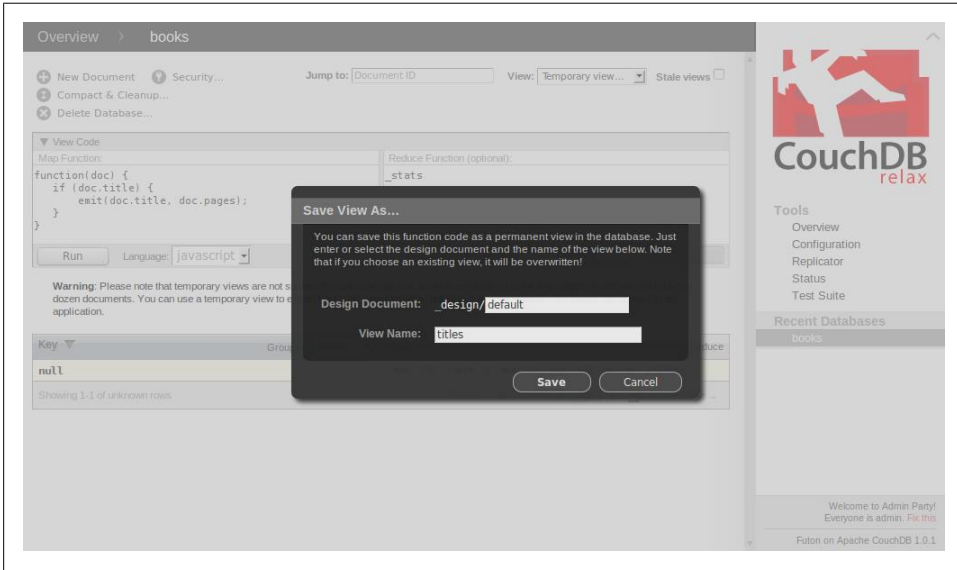 Overview > books
New Document Security...
Compact & Cleanup...
Delete Database...
Jump to: Document ID View: Temporary view... Stale views
View Code
Map Function: Reduce Function (optional):
function(doc) {
if (doc.title) {
emit(doc.title, doc.pages);
}
}
_stats
Run Language: javascript
Warning: Please note that temporary views are not
dozen documents. You can use a temporary view to
application.
Key
null
Showing 1-1 of unknown rows
Save View As...
You can save this function code as a permanent view in the database. Just
enter or select the design document and the name of the view below. Note
that if you choose an existing view, it will be overwritten!
Design Document: _design/default
View Name: titles
Save Cancel
CouchDB
relax
Tools
Overview
Configuration
Replicator
Status
Test Suite
Recent Databases
books
Welcome to Admin Party!
Everyone is admin. Fix this
Futon on Apache CouchDB 1.0.1